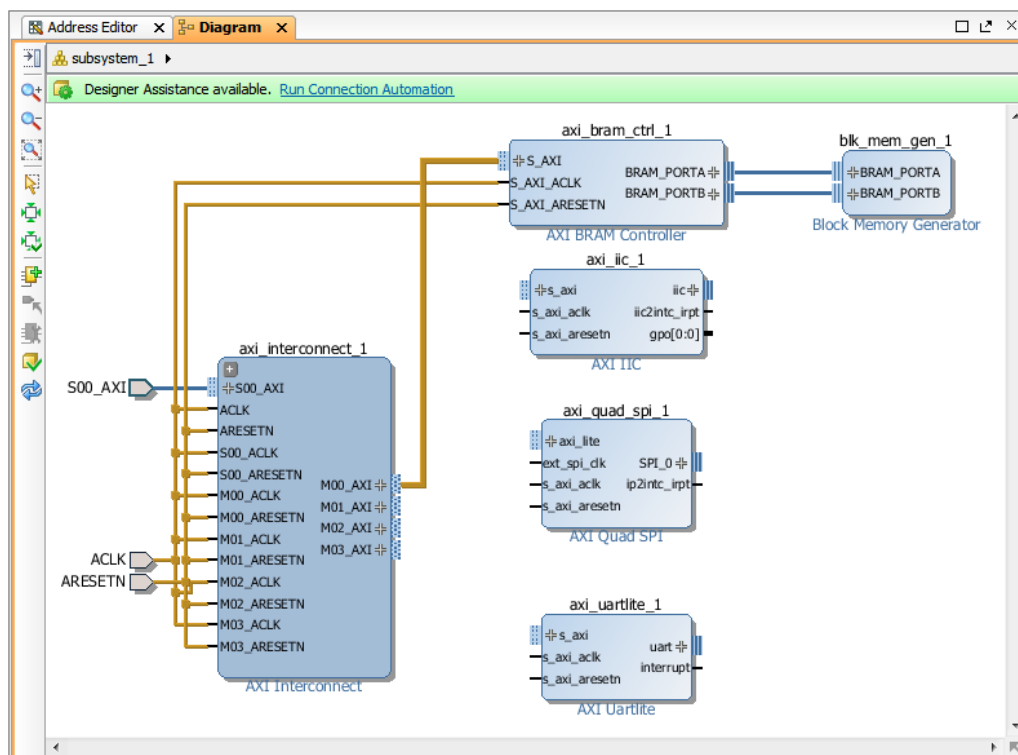 Address Editor
Diagram
subsystem_1
Designer Assistance available. Run Connection Automation
axi_bram_ctrl_1
S_AXI
S_AXI_ACLK
S_AXI_ARESETN
BRAM_PORTA
BRAM_PORTB
AXI BRAM Controller
blk_mem_gen_1
BRAM_PORTA
BRAM_PORTB
Block Memory Generator
axi_iic_1
s_axi
s_axi_aclk
s_axi_aresetn
iic
iic2intc_irpt
gpo[0:0]
AXI IIC
axi_interconnect_1
S00_AXI
ACLK
ARESETN
S00_AXI
ACLK
ARESETN
S00_ACLK
S00_ARESETN
M00_ACLK
M00_ARESETN
M01_ACLK
M01_ARESETN
M02_ACLK
M02_ARESETN
M03_ACLK
M03_ARESETN
M00_AXI
M01_AXI
M02_AXI
M03_AXI
AXI Interconnect
axi_quad_spi_1
axi_lite
ext_spi_clk
s_axi_aclk
s_axi_aresetn
SPI_0
ip2intc_irpt
AXI Quad SPI
axi_uartlite_1
s_axi
s_axi_aclk
s_axi_aresetn
uart
interrupt
AXI Uartlite